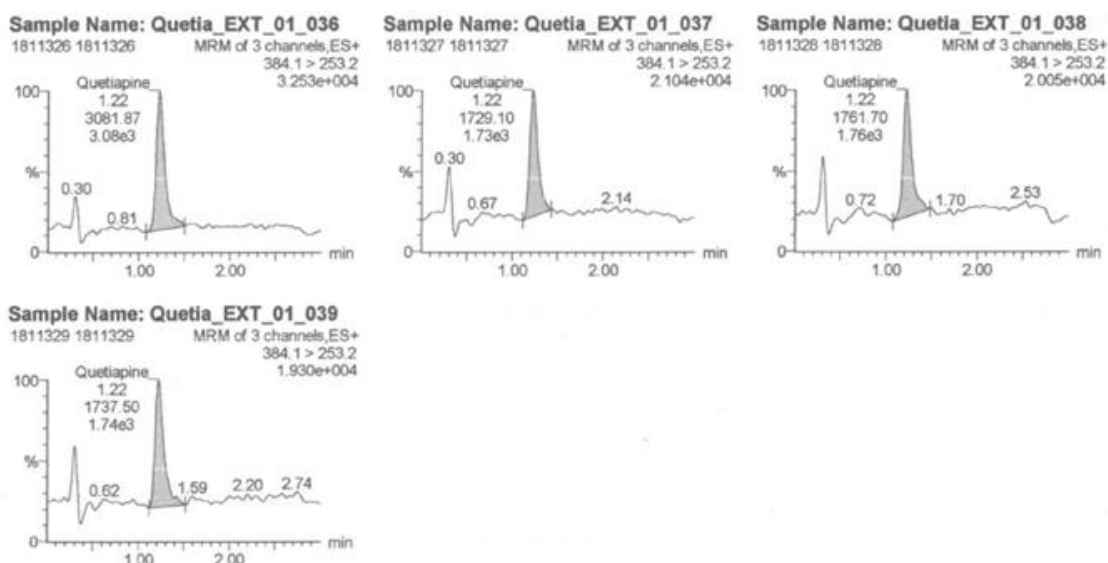 Sample Name: Quetia_EXT_01_036
1811326 1811326 MRM of 3 channels,ES+
384.1 > 253.2
3.253e+004
Quetiapine
1.22
3081.87
3.08e3
100
%
0
0.30
0.81
1.00 2.00 min
Sample Name: Quetia_EXT_01_037
1811327 1811327 MRM of 3 channels,ES+
384.1 > 253.2
2.104e+004
Quetiapine
1.22
1729.10
1.73e3
100
%
0
0.30
0.67
2.14
1.00 2.00 min
Sample Name: Quetia_EXT_01_038
1811328 1811328 MRM of 3 channels,ES+
384.1 > 253.2
2.005e+004
Quetiapine
1.22
1761.70
1.76e3
100
%
0
0.72
1.70
2.53
1.00 2.00 min
Sample Name: Quetia_EXT_01_039
1811329 1811329 MRM of 3 channels,ES+
384.1 > 253.2
1.930e+004
Quetiapine
1.22
1737.50
1.74e3
100
%
0
0.62
1.59
2.20
2.74
1.00 2.00 min